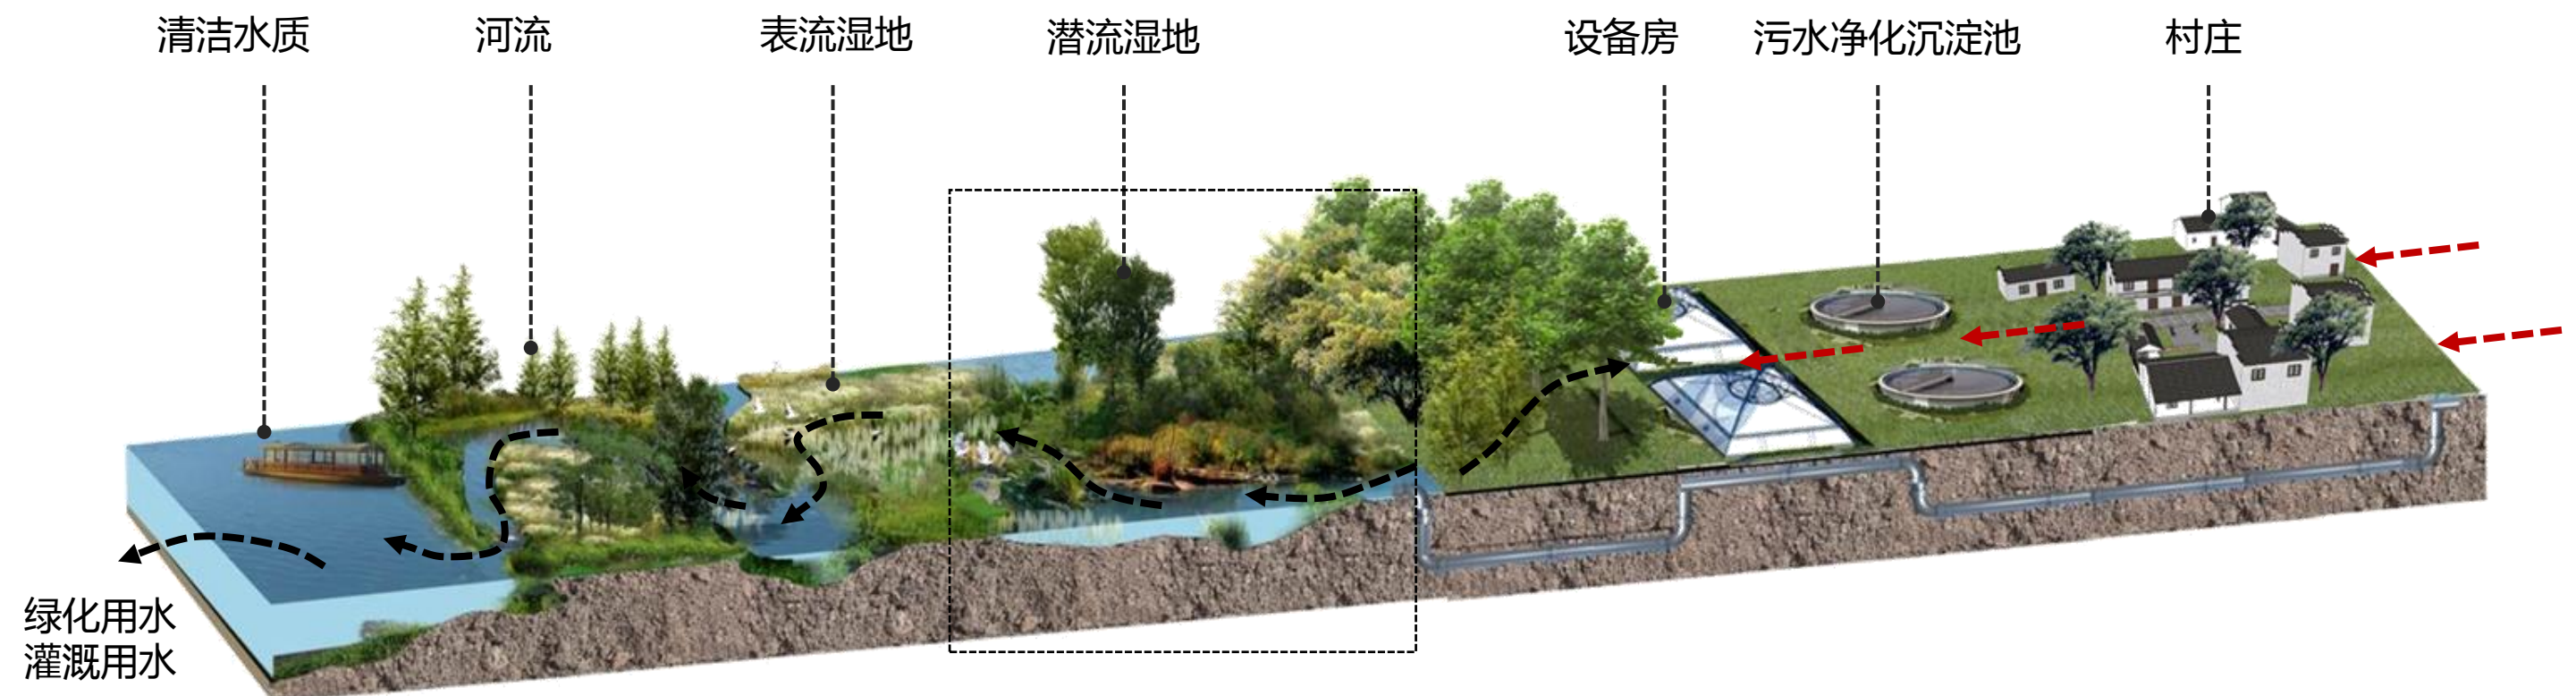 清洁水质
河流
表流湿地
潜流湿地
设备房
污水净化沉淀池
村庄
绿化用水
灌溉用水